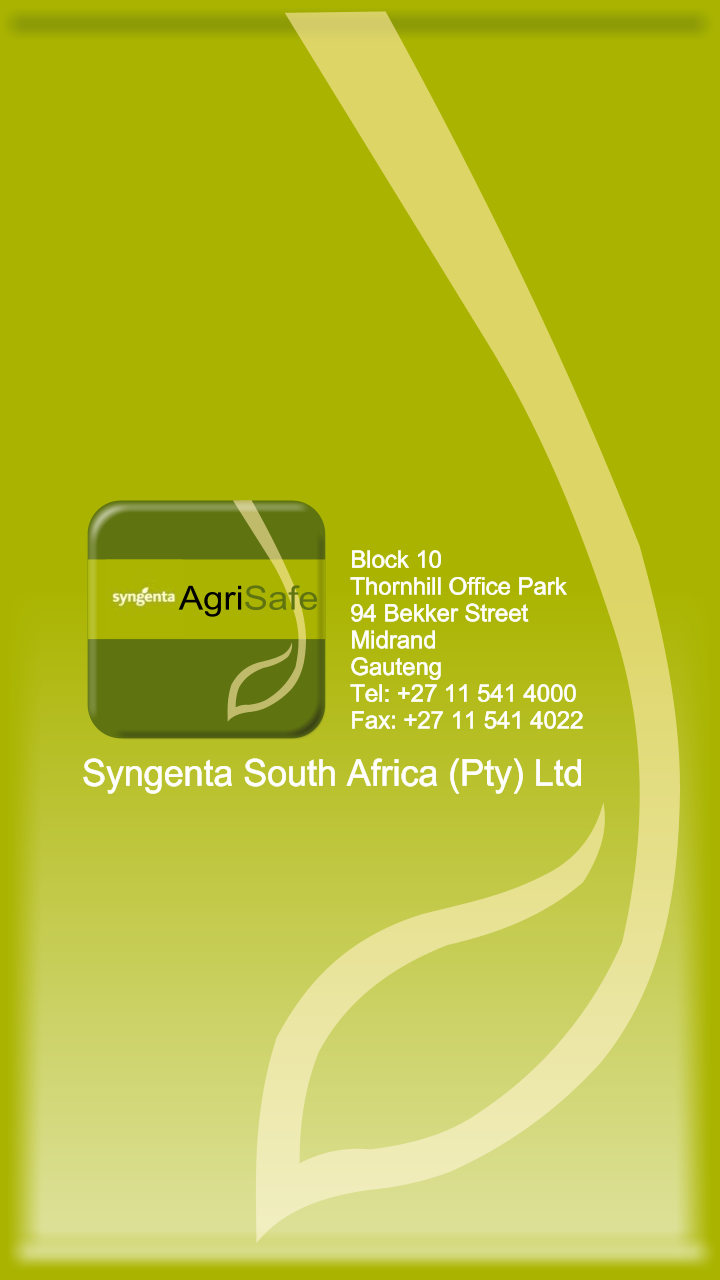 syngenta AgriSafe
Block 10
Thornhill Office Park
94 Bekker Street
Midrand
Gauteng
Tel: +27 11 541 4000
Fax: +27 11 541 4022
Syngenta South Africa (Pty) Ltd